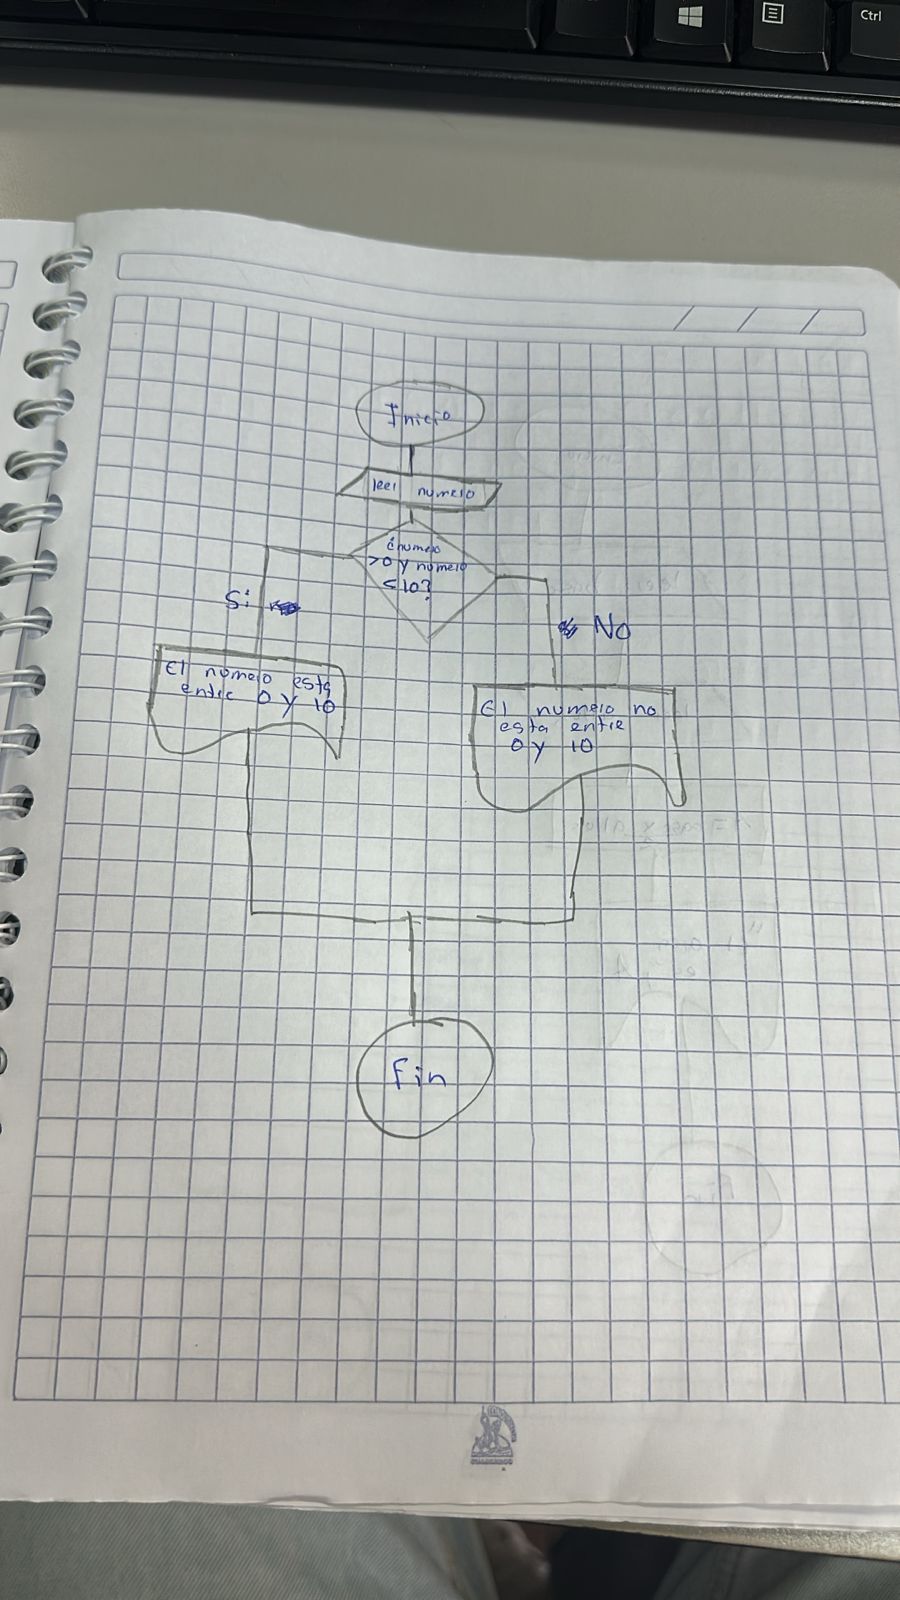 Ctrl
Inicio
leer numero
¿numero
>0 y numero
<10?
Si
No
El numero esta
entre 0 y 10
El numero no
esta entre
0 y 10
Fin